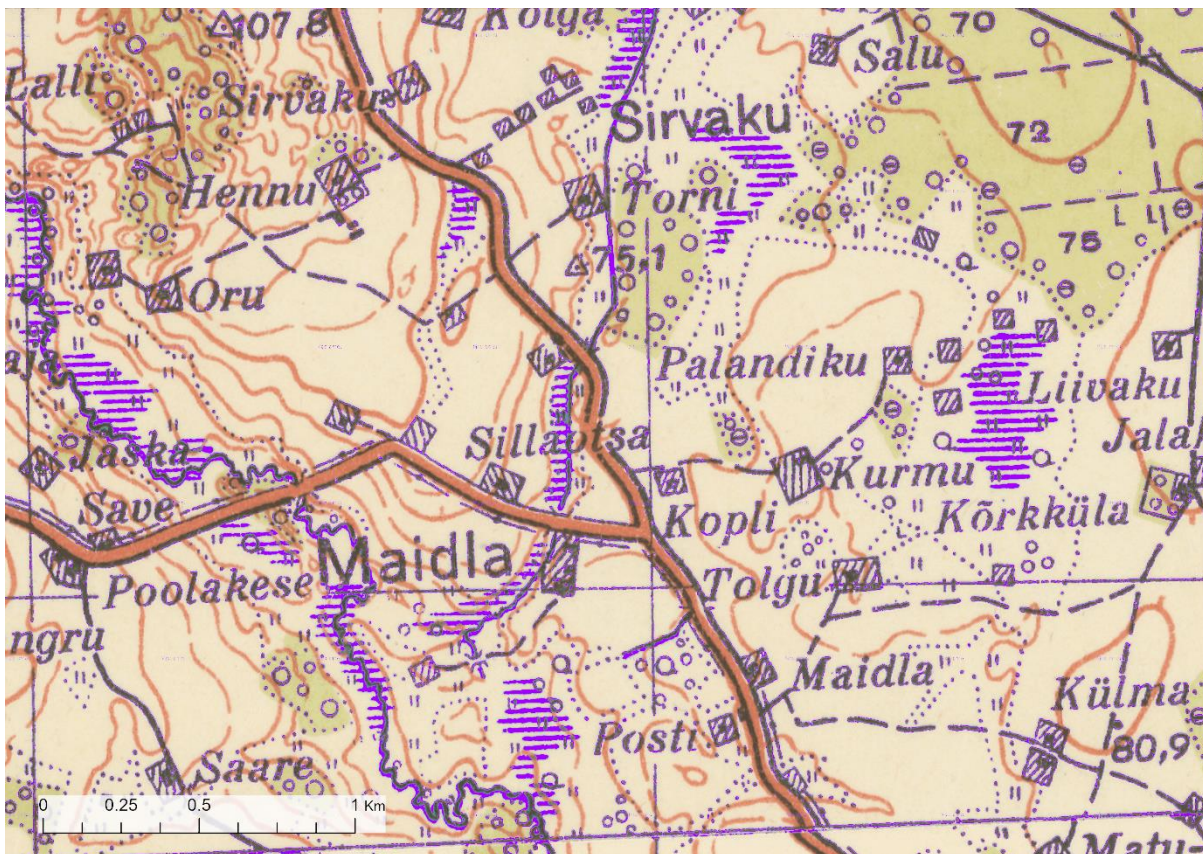 107,8
Kolga
70
Salu
Lalli
Sirvaku
Sirvaku
72
Hennu
Torni
L L
75
75,1
Oru
Palandiku
Liivaku
Jaska
Sillaotsa
Kurmu
Save
Kopli
Kõrkküla
Maidla
Poolakese
Tolgu
ngru
Maidla
Külma
Posti
80,9
Saare
0 0.25 0.5 1 Km
Matu-